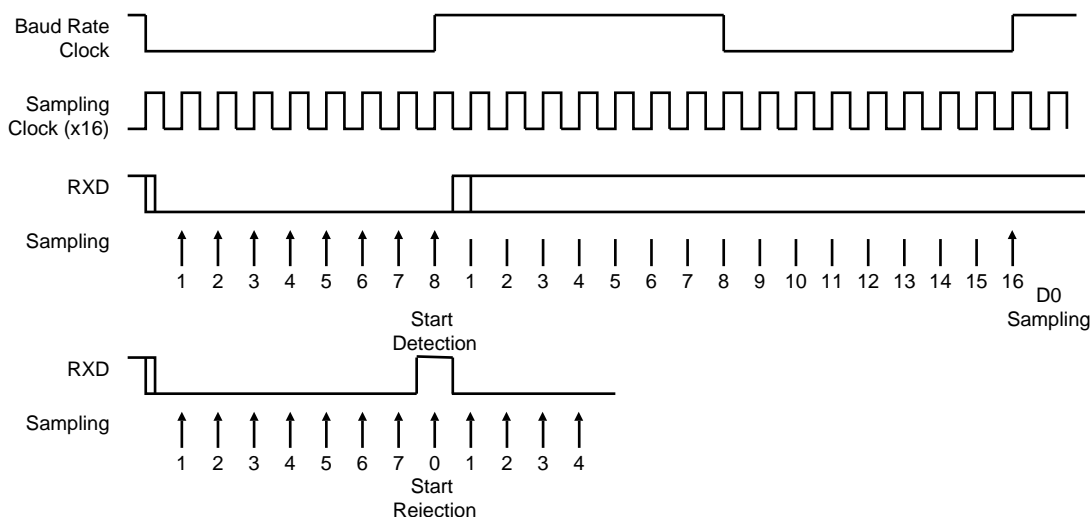 Baud Rate
Clock
Sampling
Clock (x16)
RXD
Sampling
1 2 3 4 5 6 7 8 1 2 3 4 5 6 7 8 9 10 11 12 13 14 15 16
D0
Sampling
Start
Detection
RXD
Sampling
1 2 3 4 5 6 7 0 1 2 3 4
Start
Rejection